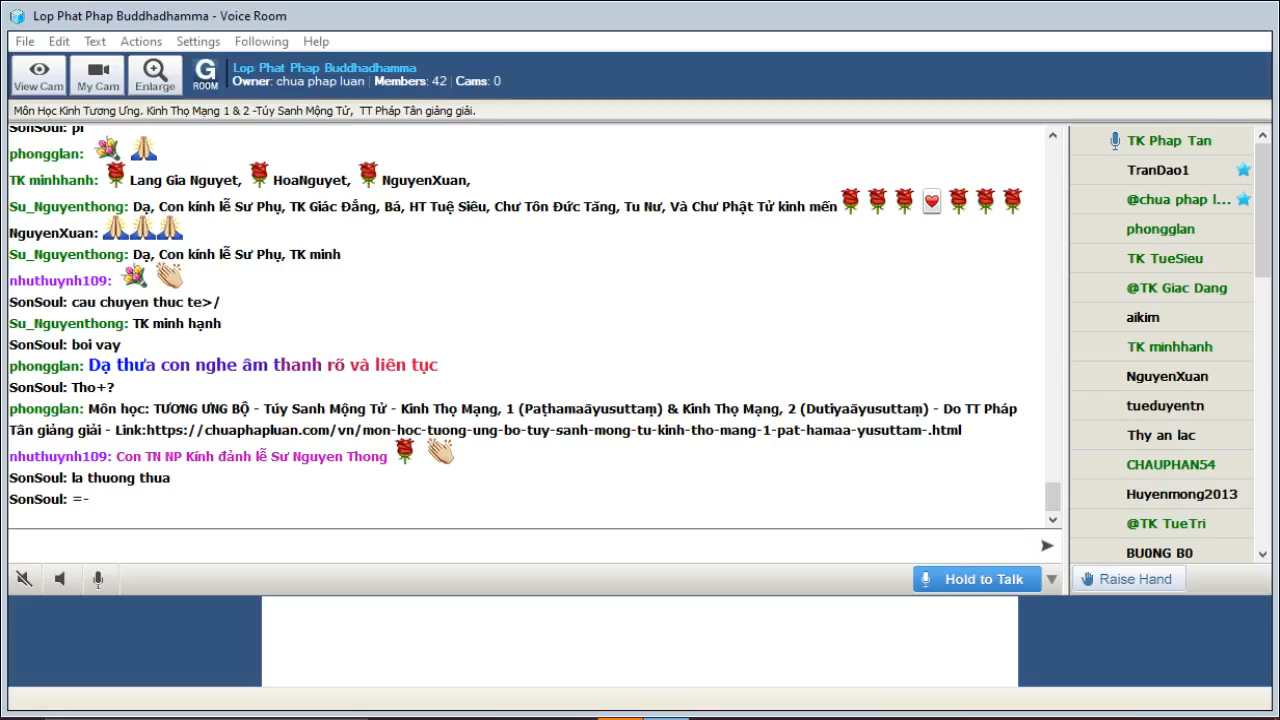 Lop Phat Phap Buddhadhamma - Voice Room
File Edit Text Actions Settings Following Help
View Cam My Cam Enlarge G ROOM
Lop Phat Phap Buddhadhamma
Owner: chua phap luan | Members: 42 | Cams: 0
Môn Học Kinh Tương Ưng. Kinh Thọ Mạng 1 & 2 -Túy Sanh Mộng Tử, TT Pháp Tân giảng giải.
SonSoul: pi
phongglan:
TK minhhanh: Lang Gia Nguyet, HoaNguyet, NguyenXuan,
Su_Nguyenthong: Dạ, Con kính lễ Sư Phụ, TK Giác Đẳng, Bá, HT Tuệ Siêu, Chư Tôn Đức Tăng, Tu Nư, Và Chư Phật Tử kinh mến
NguyenXuan:
Su_Nguyenthong: Dạ, Con kính lễ Sư Phụ, TK minh
nhuthuynh109:
SonSoul: cau chuyen thuc te>/
Su_Nguyenthong: TK minh hạnh
SonSoul: boi vay
phongglan: Dạ thưa con nghe âm thanh rõ và liên tục
SonSoul: Tho+?
phongglan: Môn học: TƯƠNG ƯNG BỘ - Túy Sanh Mộng Tử - Kinh Thọ Mạng, 1 (Paṭhamaāyusuttaṃ) & Kinh Thọ Mạng, 2 (Dutiyaāyusuttaṃ) - Do TT Pháp
Tân giảng giải - Link:https://chuaphapluan.com/vn/mon-hoc-tuong-ung-bo-tuy-sanh-mong-tu-kinh-tho-mang-1-pat-hamaa-yusuttam-.html
nhuthuynh109: Con TN NP Kính đảnh lễ Sư Nguyen Thong
SonSoul: la thuong thua
SonSoul: =-
TK Phap Tan
TranDao1
@chua phap l...
phongglan
TK TueSieu
@TK Giac Dang
aikim
TK minhhanh
NguyenXuan
tueduyentn
Thy an lac
CHAUPHAN54
Huyenmong2013
@TK TueTri
BU0NG B0
Hold to Talk
Raise Hand